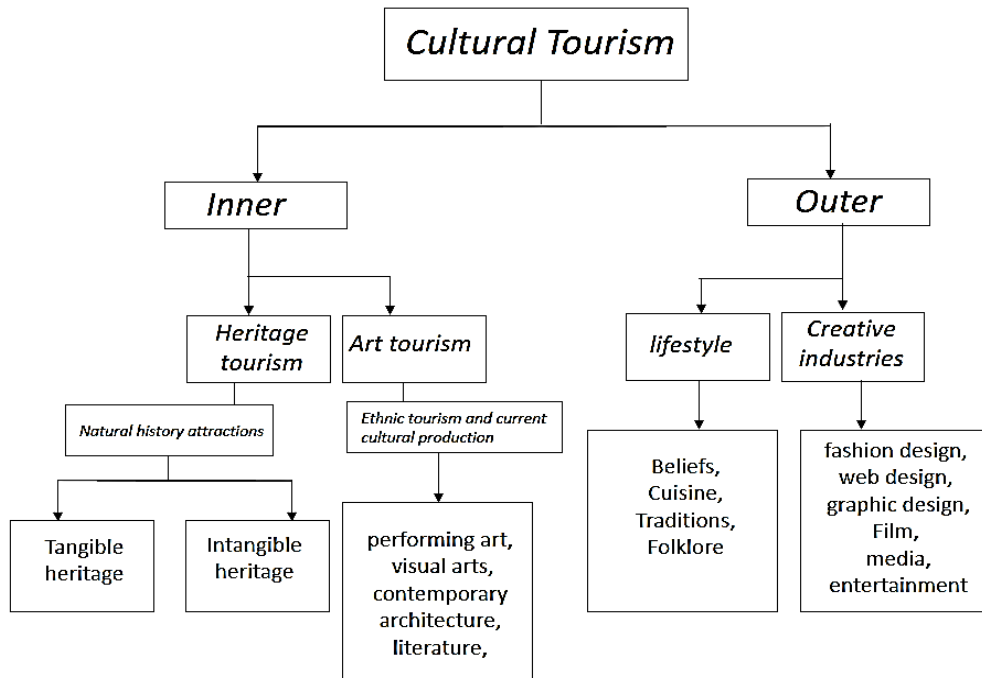 Cultural Tourism
Inner
Outer
Heritage
tourism
Art tourism
lifestyle
Creative
industries
Natural history attractions
Ethnic tourism and current
cultural production
Tangible
heritage
Intangible
heritage
performing art,
visual arts,
contemporary
architecture,
literature,
Beliefs,
Cuisine,
Traditions,
Folklore
fashion design,
web design,
graphic design,
Film,
media,
entertainment